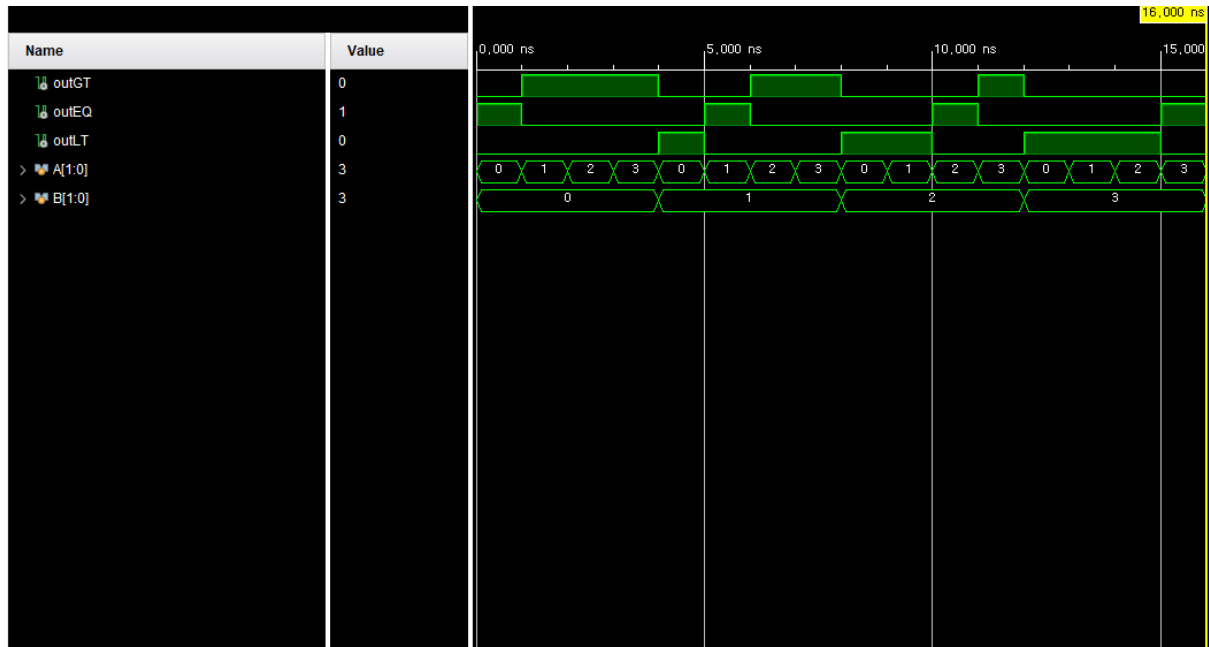 16,000 ns
Name Value
0,000 ns 5,000 ns 10,000 ns 15,000
outGT 0
outEQ 1
outLT 0
A[1:0] 3 0 1 2 3 0 1 2 3 0 1 2 3 0 1 2 3
B[1:0] 3 0 1 2 3